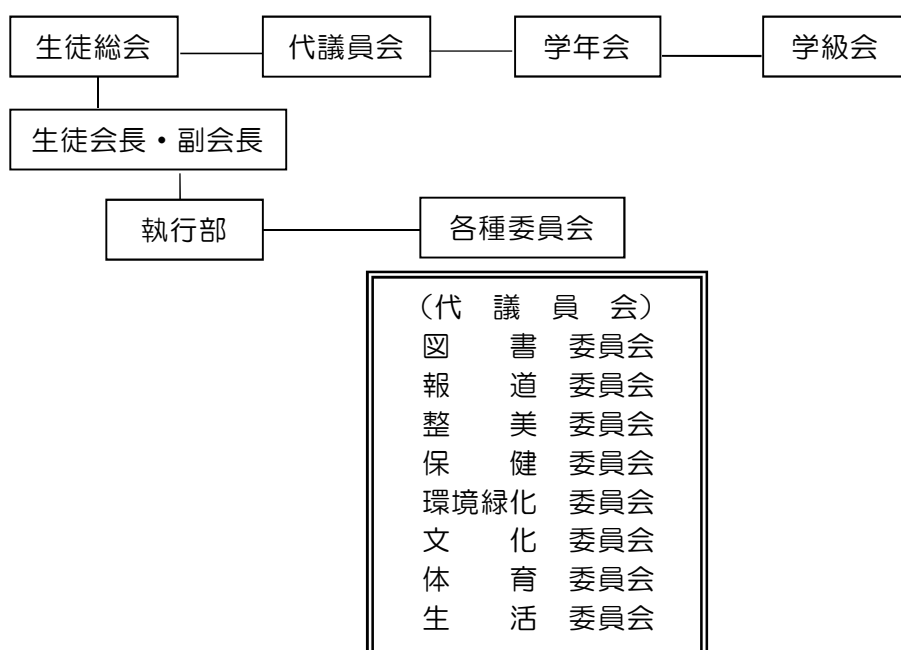 生徒総会 代議員会 学年会 学級会
生徒会長・副会長
執行部 各種委員会
（代 議 員 会）
図 書 委員会
報 道 委員会
整 美 委員会
保 健 委員会
環境緑化 委員会
文 化 委員会
体 育 委員会
生 活 委員会